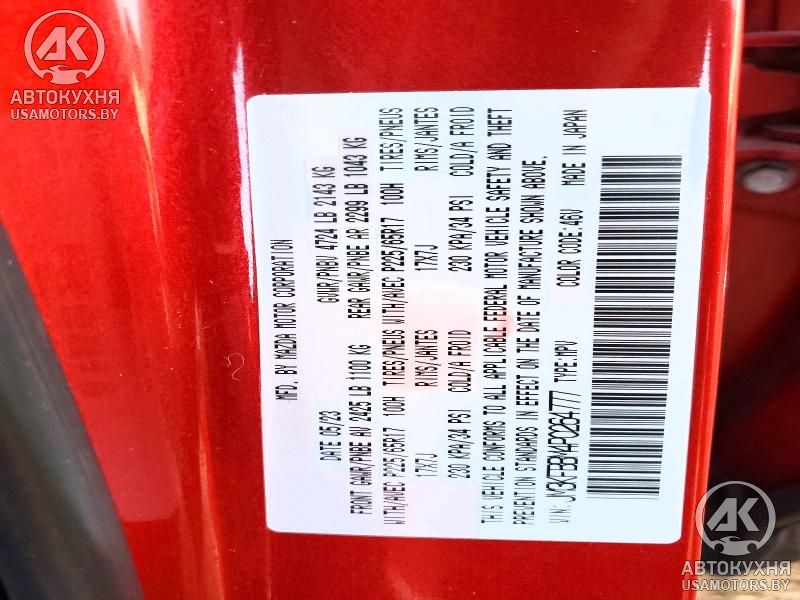 АК
АВТОКУХНЯ
USAMOTORS.BY
MFD. BY MAZDA MOTOR CORPORATION
DATE 05/23 GVWR/PNBV 4724 LB 2143 KG
FRONT GAWR/PNBE AV 2425 LB 1100 KG REAR GAWR/PNBE AR 2299 LB 1043 KG
WITH/AVEC P225/65R17 100H TIRES/PNEUS WITH/AVEC P225/65R17 100H TIRES/PNEUS
17X7J RIMS/JANTES 17X7J RIMS/JANTES
230 KPA/34 PSI COLD/A FROID 230 KPA/34 PSI COLD/A FROID
THIS VEHICLE CONFORMS TO ALL APPLICABLE FEDERAL MOTOR VEHICLE SAFETY AND THEFT
PREVENTION STANDARDS IN EFFECT ON THE DATE OF MANUFACTURE SHOWN ABOVE.
VIN: JM3KFBBM4P0264777 TYPE:MPV COLOR CODE:46V MADE IN JAPAN
АК
АВТОКУХНЯ
USAMOTORS.BY